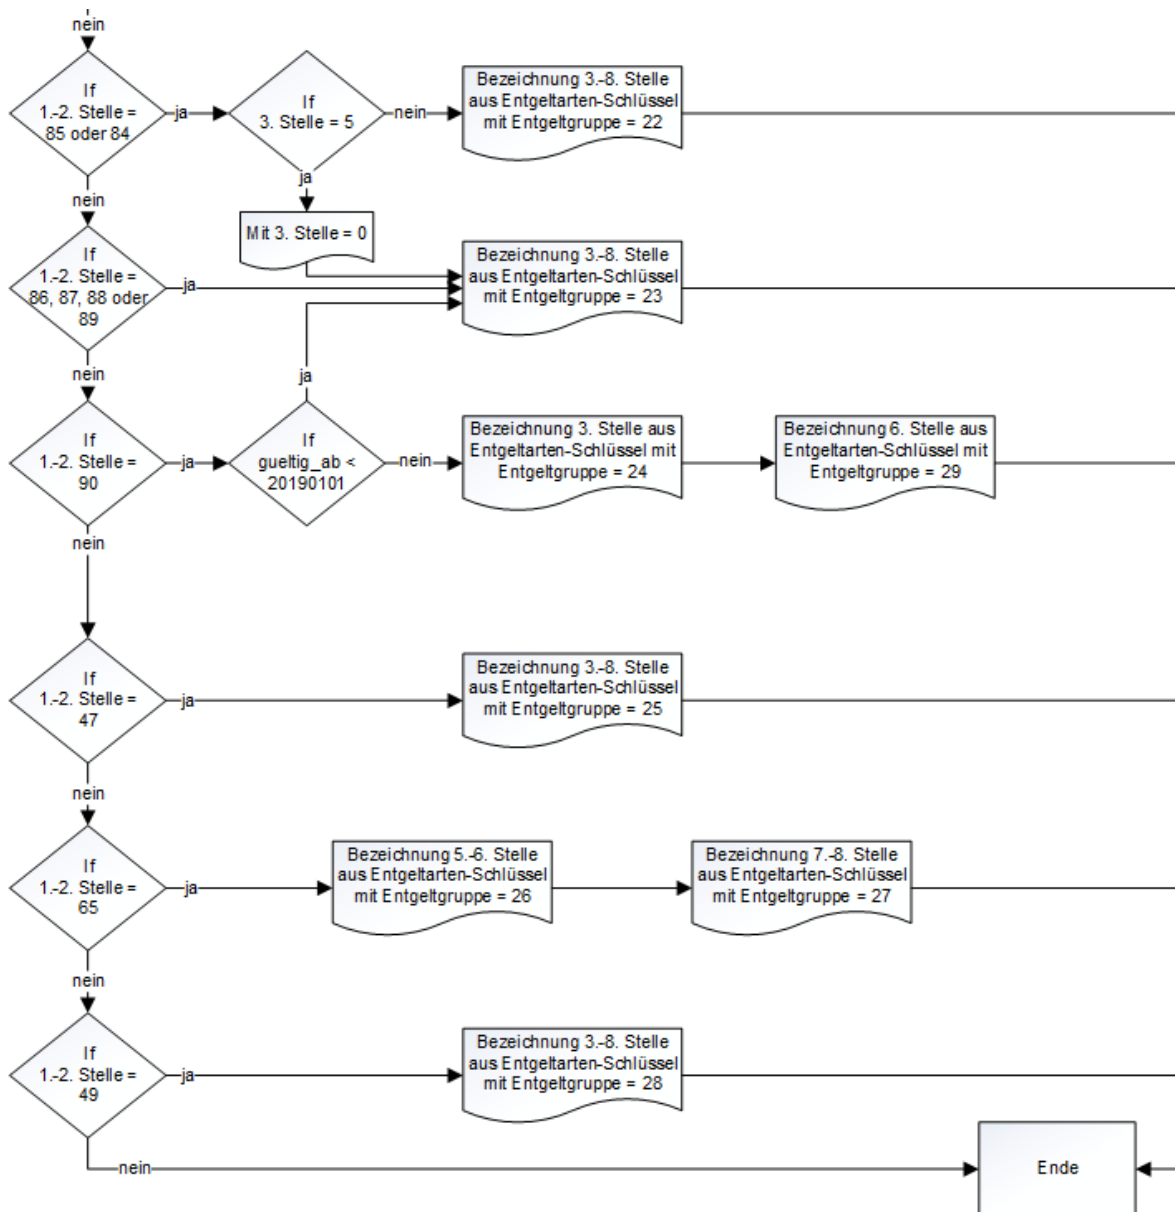 nein
If
1.-2. Stelle =
85 oder 84
ja
If
3. Stelle = 5
nein
Bezeichnung 3.-8. Stelle
aus Entgeltarten-Schlüssel
mit Entgeltgruppe = 22
ja
nein
Mit 3. Stelle = 0
If
1.-2. Stelle =
86, 87, 88 oder
89
ja
Bezeichnung 3.-8. Stelle
aus Entgeltarten-Schlüssel
mit Entgeltgruppe = 23
nein
ja
If
1.-2. Stelle =
90
ja
If
gueltig_ab <
20190101
nein
Bezeichnung 3. Stelle aus
Entgeltarten-Schlüssel mit
Entgeltgruppe = 24
Bezeichnung 6. Stelle aus
Entgeltarten-Schlüssel mit
Entgeltgruppe = 29
nein
If
1.-2. Stelle =
47
ja
Bezeichnung 3.-8. Stelle
aus Entgeltarten-Schlüssel
mit Entgeltgruppe = 25
nein
If
1.-2. Stelle =
65
ja
Bezeichnung 5.-6. Stelle
aus Entgeltarten-Schlüssel
mit Entgeltgruppe = 26
Bezeichnung 7.-8. Stelle
aus Entgeltarten-Schlüssel
mit Entgeltgruppe = 27
nein
If
1.-2. Stelle =
49
ja
Bezeichnung 3.-8. Stelle
aus Entgeltarten-Schlüssel
mit Entgeltgruppe = 28
nein
Ende